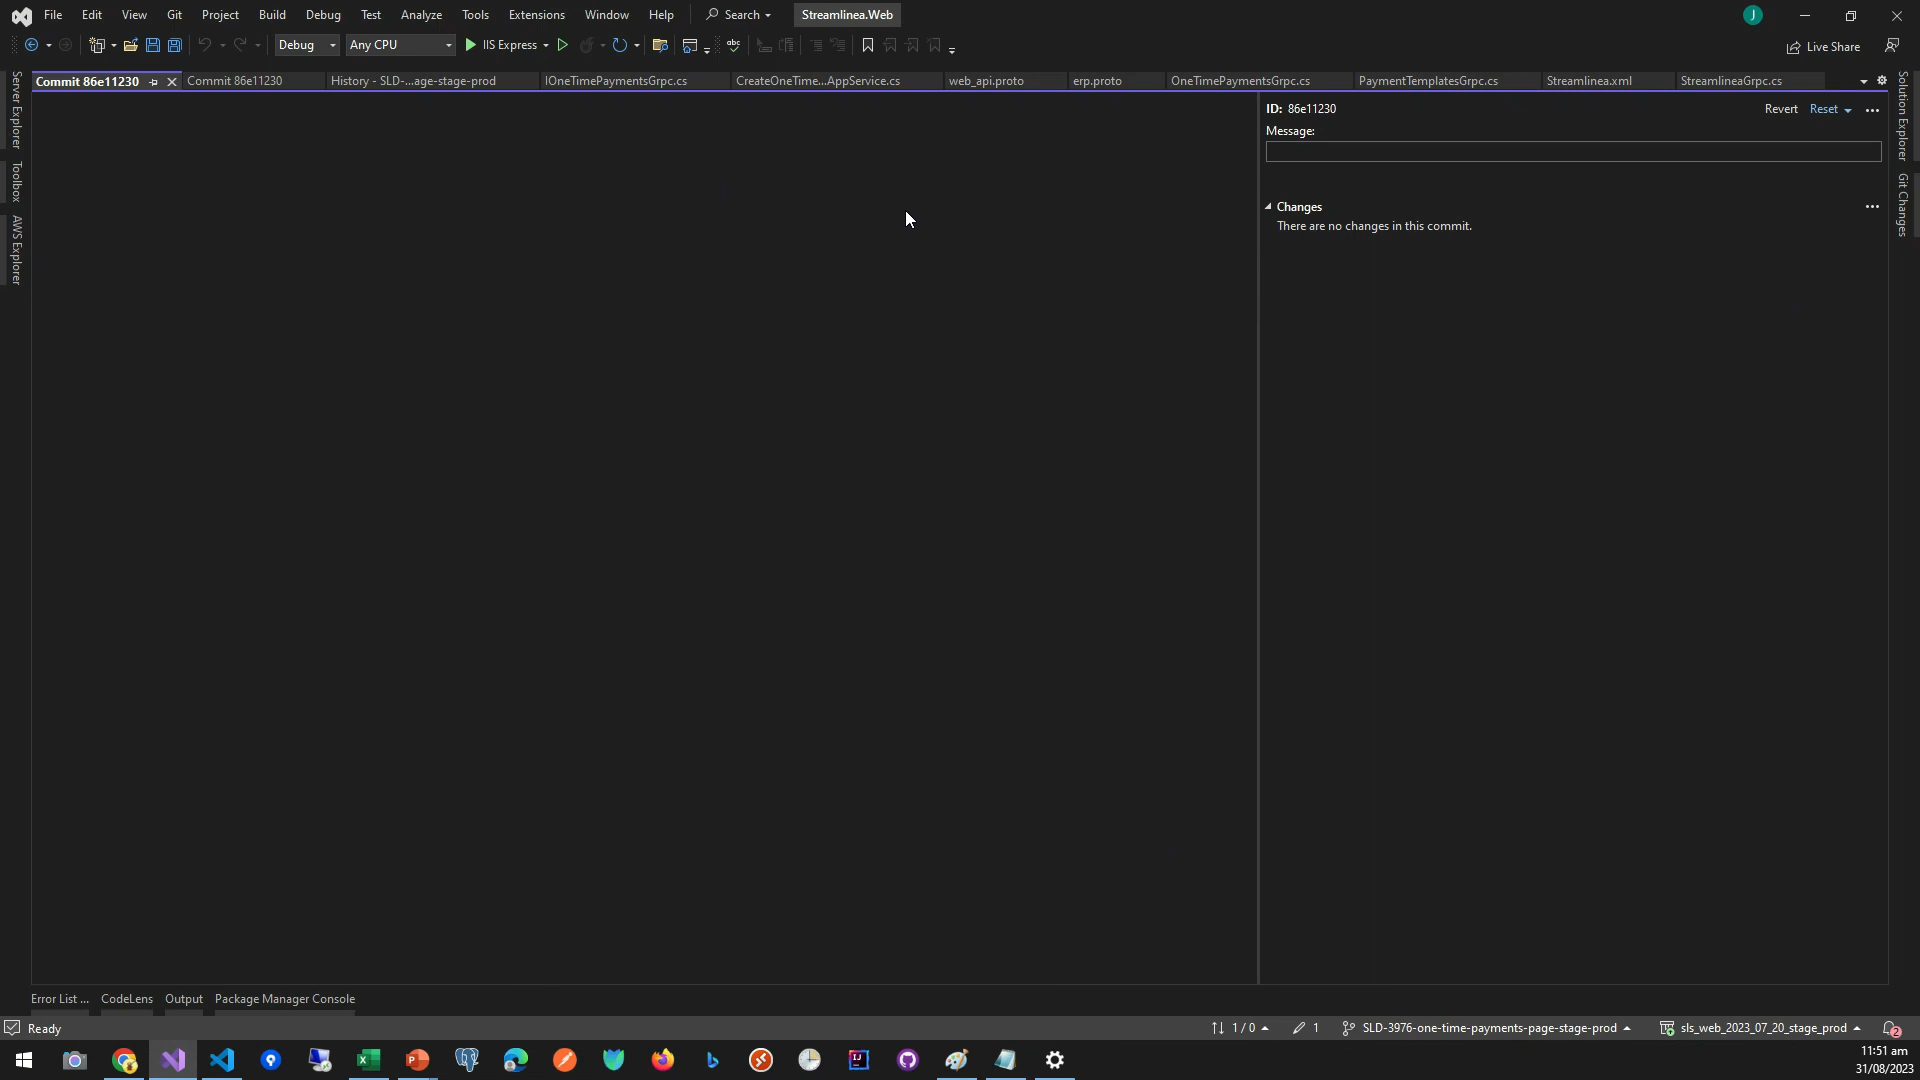 File Edit View Git Project Build Debug Test Analyze Tools Extensions Window Help Search Streamlinea.Web J
Debug Any CPU IIS Express Live Share
Commit 86e11230 Commit 86e11230 History - SLD-...age-stage-prod IOneTimePaymentsGrpc.cs CreateOneTime...AppService.cs web_api.proto erp.proto OneTimePaymentsGrpc.cs PaymentTemplatesGrpc.cs Streamlinea.xml StreamlineaGrpc.cs
Server Explorer
Toolbox
AWS Explorer
ID: 86e11230 Revert Reset ...
Message:
Changes ...
There are no changes in this commit.
Solution Explorer
Git Changes
Error List ... CodeLens Output Package Manager Console
Ready 1 / 0 1 SLD-3976-one-time-payments-page-stage-prod sls_web_2023_07_20_stage_prod 2
11:51 am
31/08/2023